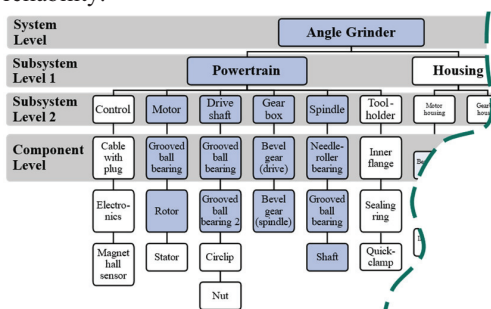 reliability.
System
Level
Angle Grinder
Subsystem
Level 1
Powertrain
Housing
Subsystem
Level 2
Control
Motor
Drive
shaft
Gear
box
Spindle
Tool-
holder
Motor
housing
Component
Level
Cable
with
plug
Grooved
ball
bearing
Grooved
ball
bearing
Bevel
gear
(drive)
Needle-
roller
bearing
Inner
flange
Electro-
nics
Rotor
Grooved
ball
bearing 2
Bevel
gear
(spindle)
Grooved
ball
bearing
Sealing
ring
Magnet
hall
sensor
Stator
Circlip
Shaft
Quick-
clamp
Nut